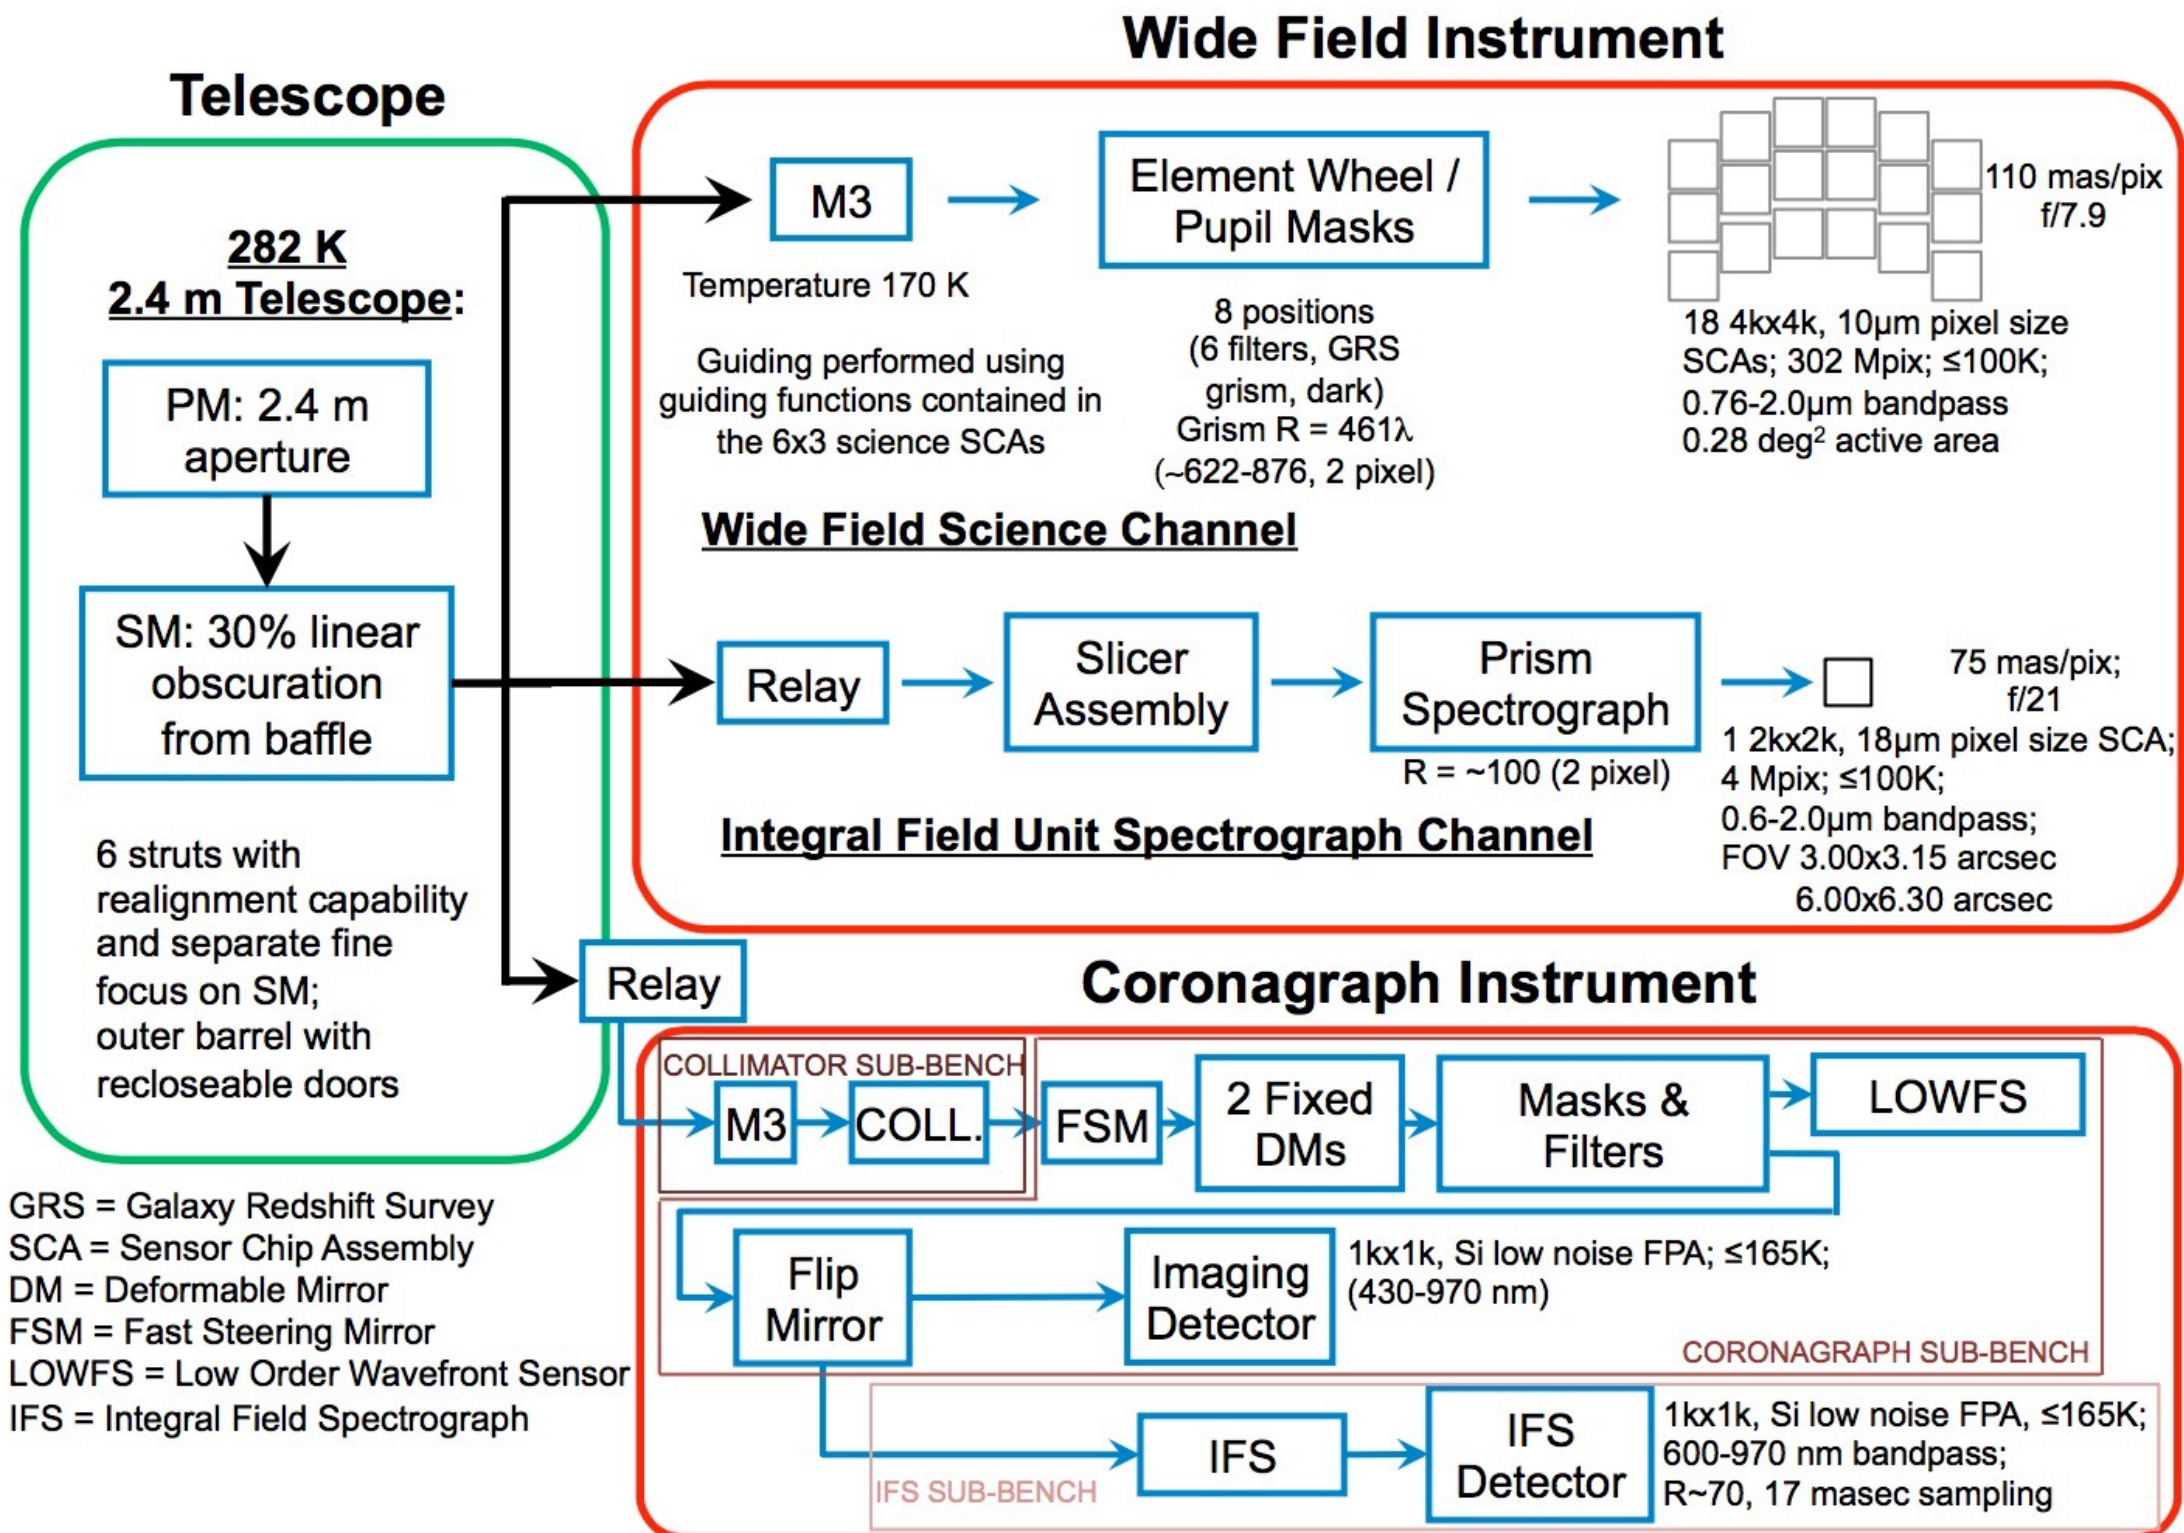 Wide Field Instrument
Telescope
282 K
2.4 m Telescope:
PM: 2.4 m
aperture
SM: 30% linear
obscuration
from baffle
6 struts with
realignment capability
and separate fine
focus on SM;
outer barrel with
recloseable doors
M3
Temperature 170 K
Guiding performed using
guiding functions contained in
the 6x3 science SCAs
Element Wheel /
Pupil Masks
8 positions
(6 filters, GRS
grism, dark)
Grism R = 461λ
(~622-876, 2 pixel)
110 mas/pix
f/7.9
18 4kx4k, 10µm pixel size
SCAs; 302 Mpix; ≤100K;
0.76-2.0µm bandpass
0.28 deg² active area
Wide Field Science Channel
Relay
Slicer
Assembly
Prism
Spectrograph
R = ~100 (2 pixel)
75 mas/pix;
f/21
1 2kx2k, 18µm pixel size SCA;
4 Mpix; ≤100K;
0.6-2.0µm bandpass;
FOV 3.00x3.15 arcsec
6.00x6.30 arcsec
Integral Field Unit Spectrograph Channel
Relay
Coronagraph Instrument
COLLIMATOR SUB-BENCH
M3
COLL.
FSM
2 Fixed
DMs
Masks &
Filters
LOWFS
Flip
Mirror
Imaging
Detector
1kx1k, Si low noise FPA; ≤165K;
(430-970 nm)
CORONAGRAPH SUB-BENCH
IFS
IFS
Detector
1kx1k, Si low noise FPA, ≤165K;
600-970 nm bandpass;
R~70, 17 masec sampling
IFS SUB-BENCH
GRS = Galaxy Redshift Survey
SCA = Sensor Chip Assembly
DM = Deformable Mirror
FSM = Fast Steering Mirror
LOWFS = Low Order Wavefront Sensor
IFS = Integral Field Spectrograph